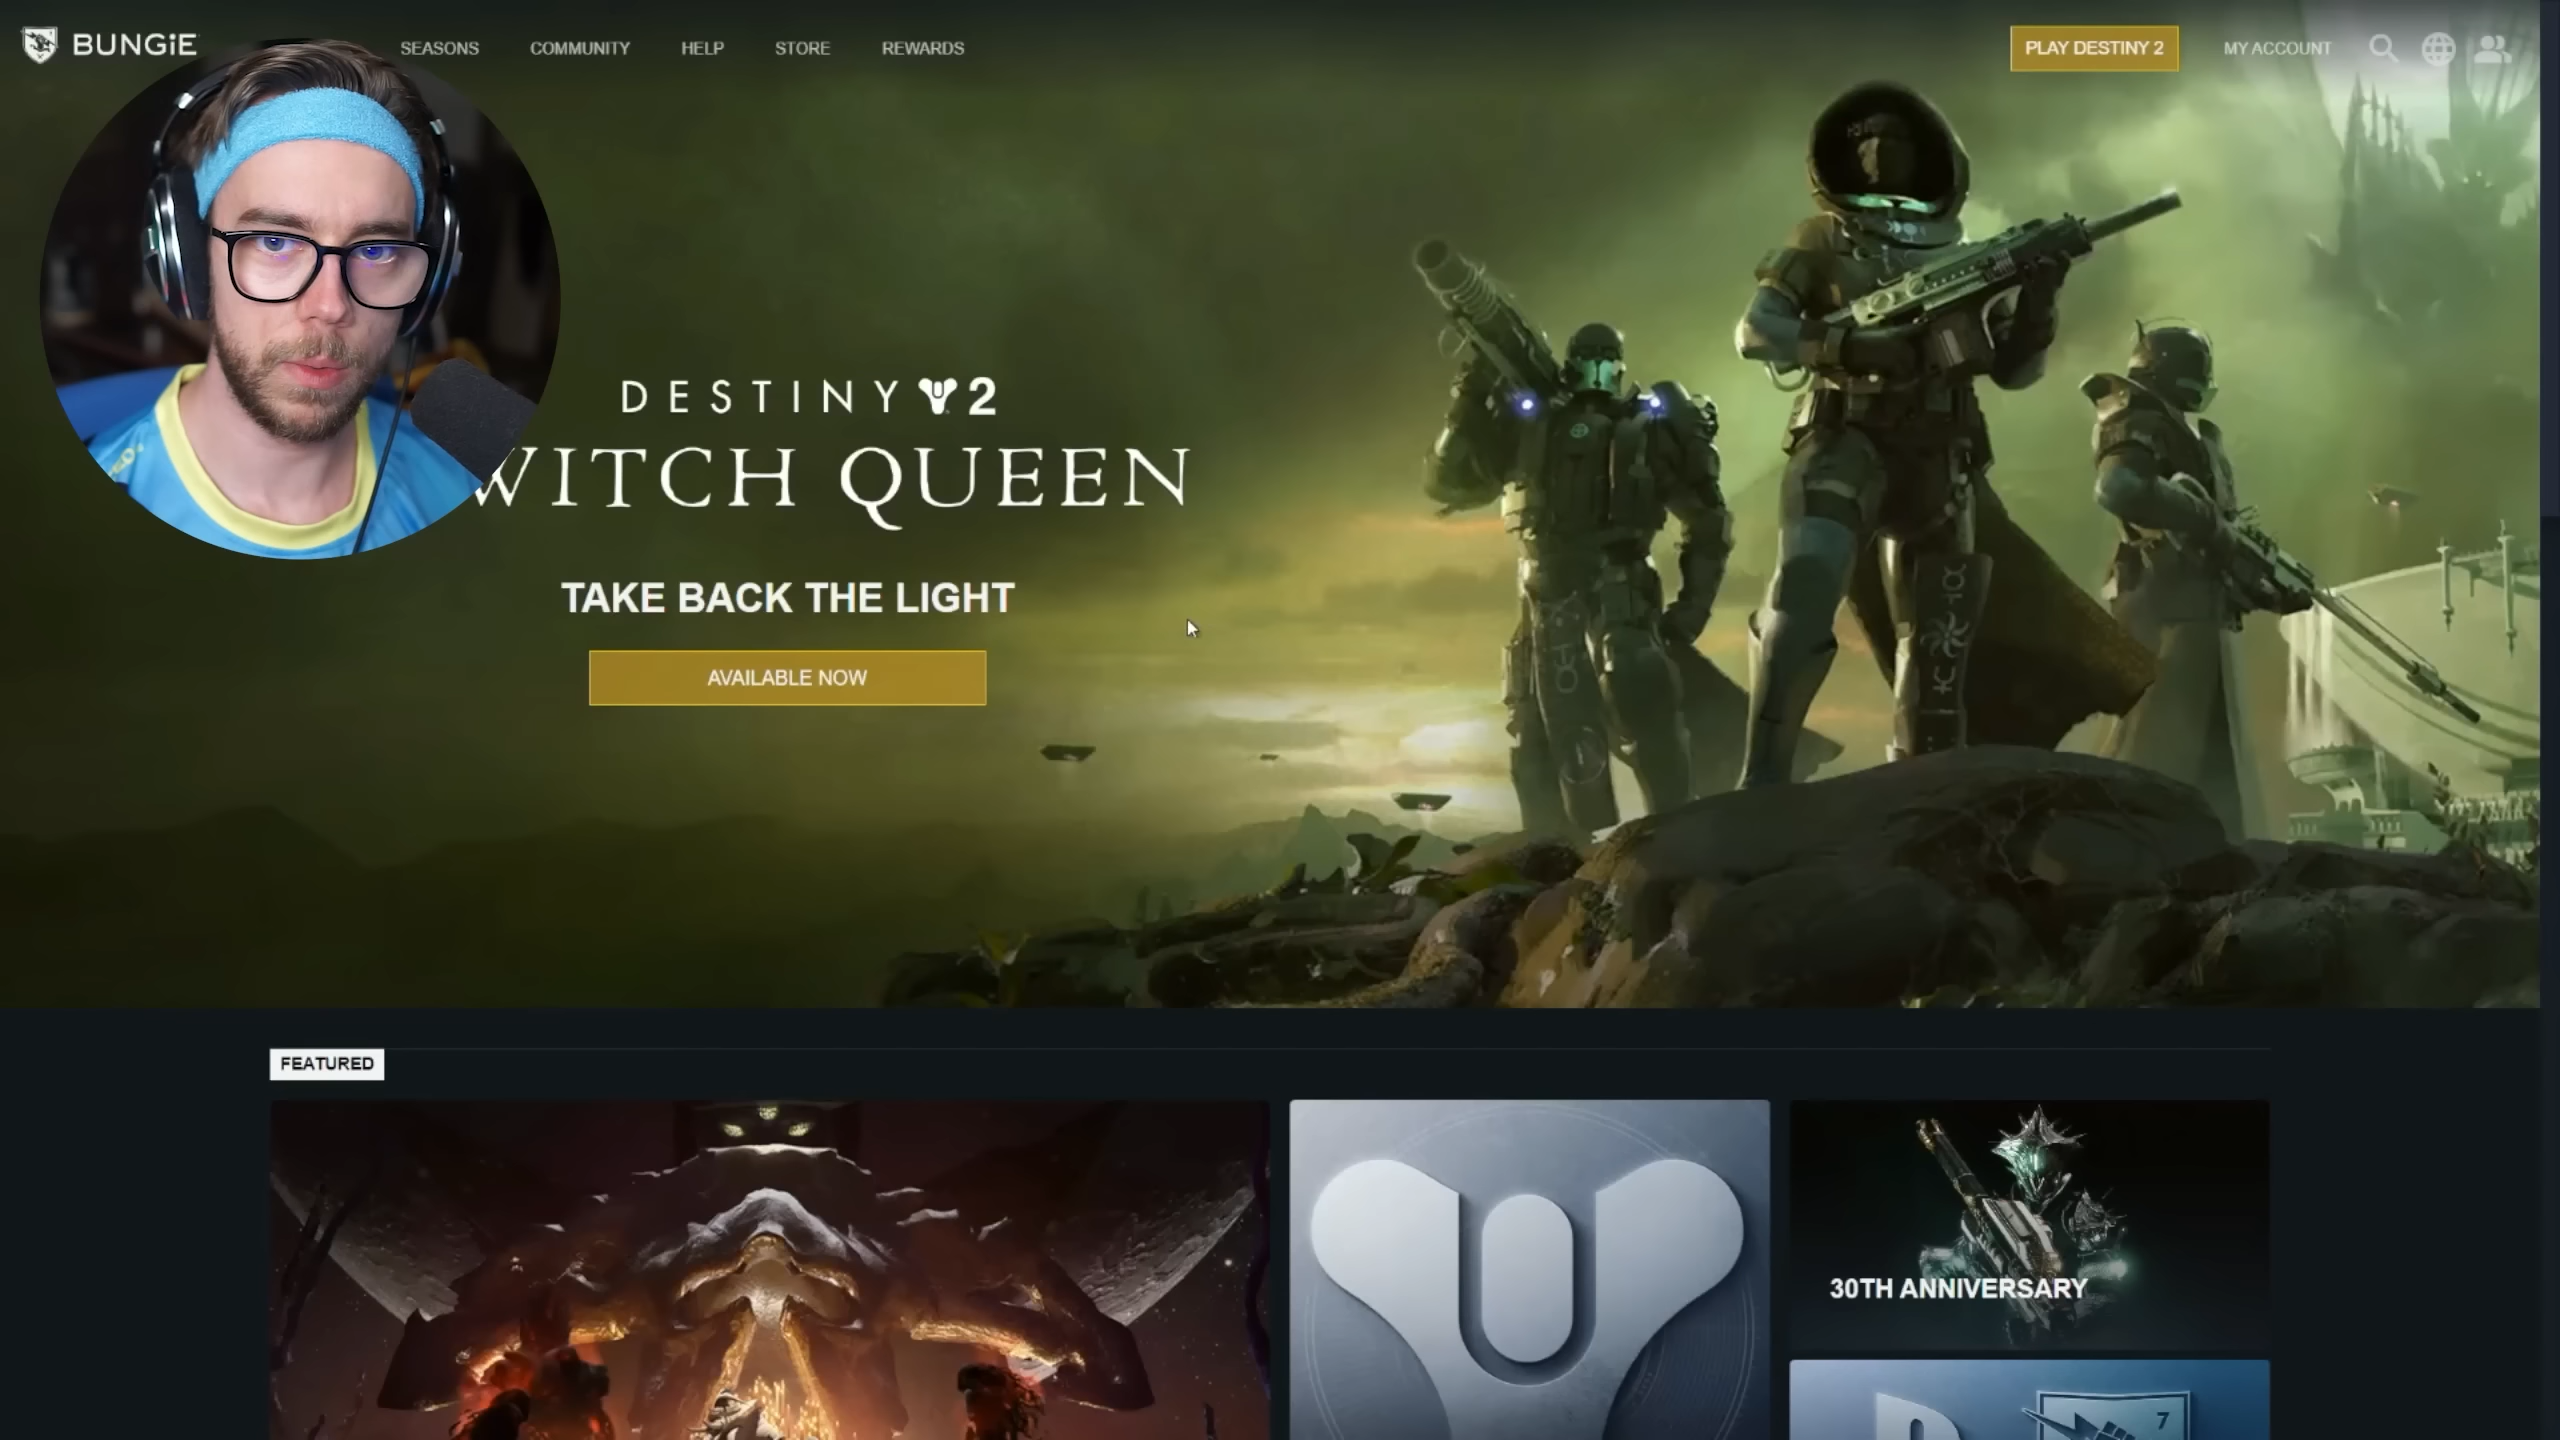 BUNGiE
SEASONS COMMUNITY HELP STORE REWARDS
PLAY DESTINY 2 MY ACCOUNT
DESTINY 2
WITCH QUEEN
TAKE BACK THE LIGHT
AVAILABLE NOW
FEATURED
30TH ANNIVERSARY
7